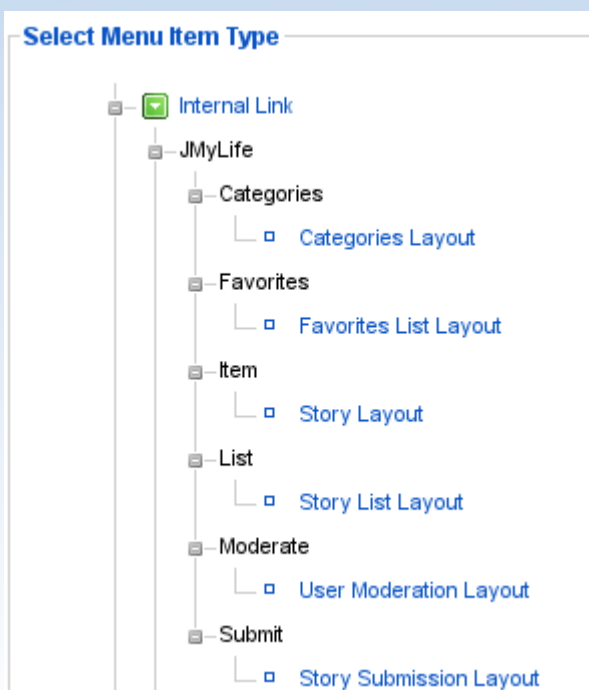 Select Menu Item Type
Internal Link
JMyLife
Categories
Categories Layout
Favorites
Favorites List Layout
Item
Story Layout
List
Story List Layout
Moderate
User Moderation Layout
Submit
Story Submission Layout